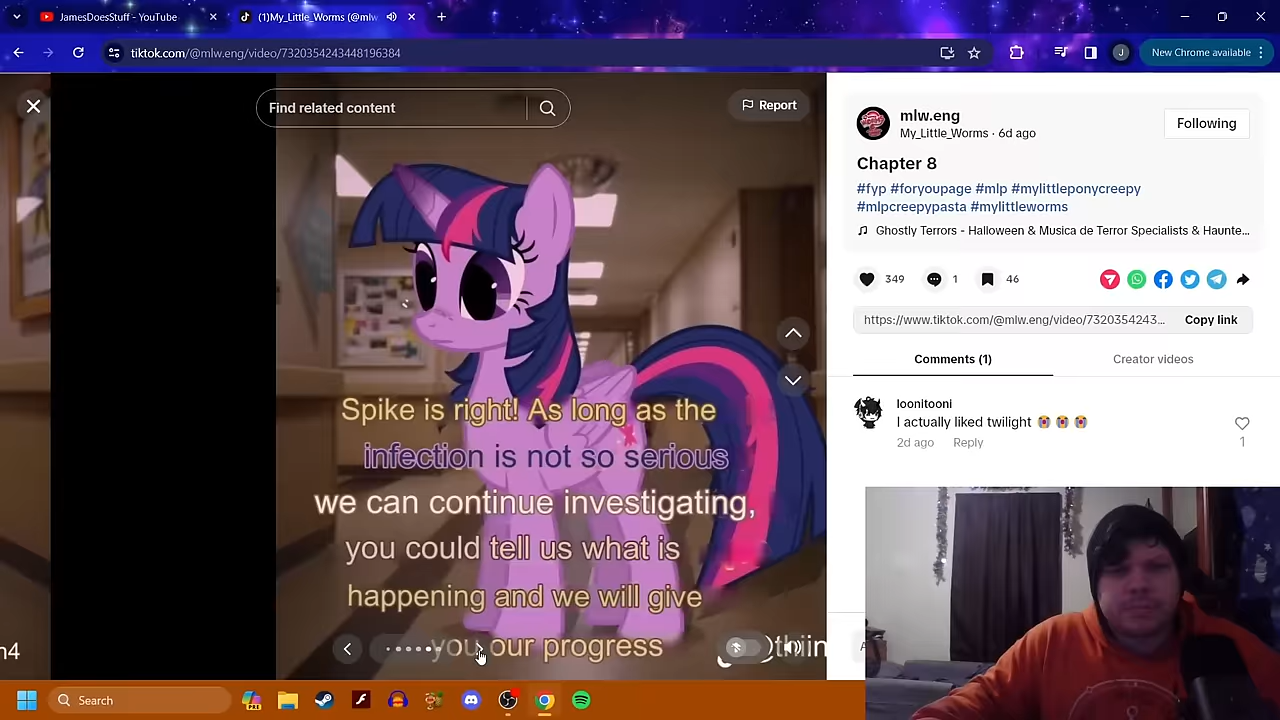 JamesDoesStuff - YouTube
(1)My_Little_Worms (@mlw
tiktok.com/@mlw.eng/video/7320354243448196384
New Chrome available
J
Find related content
Report
Spike is right! As long as the
infection is not so serious
we can continue investigating,
you could tell us what is
happening and we will give
you our progress
n4
mlw.eng
My_Little_Worms · 6d ago
Following
Chapter 8
#fyp #foryoupage #mlp #mylittleponycreepy
#mlpcreepypasta #mylittleworms
Ghostly Terrors - Halloween & Musica de Terror Specialists & Haunte...
349
1
46
https://www.tiktok.com/@mlw.eng/video/7320354243...
Copy link
Comments (1)
Creator videos
loonitooni
I actually liked twilight 😭 😭 😭
2d ago
Reply
1
Search
PRE